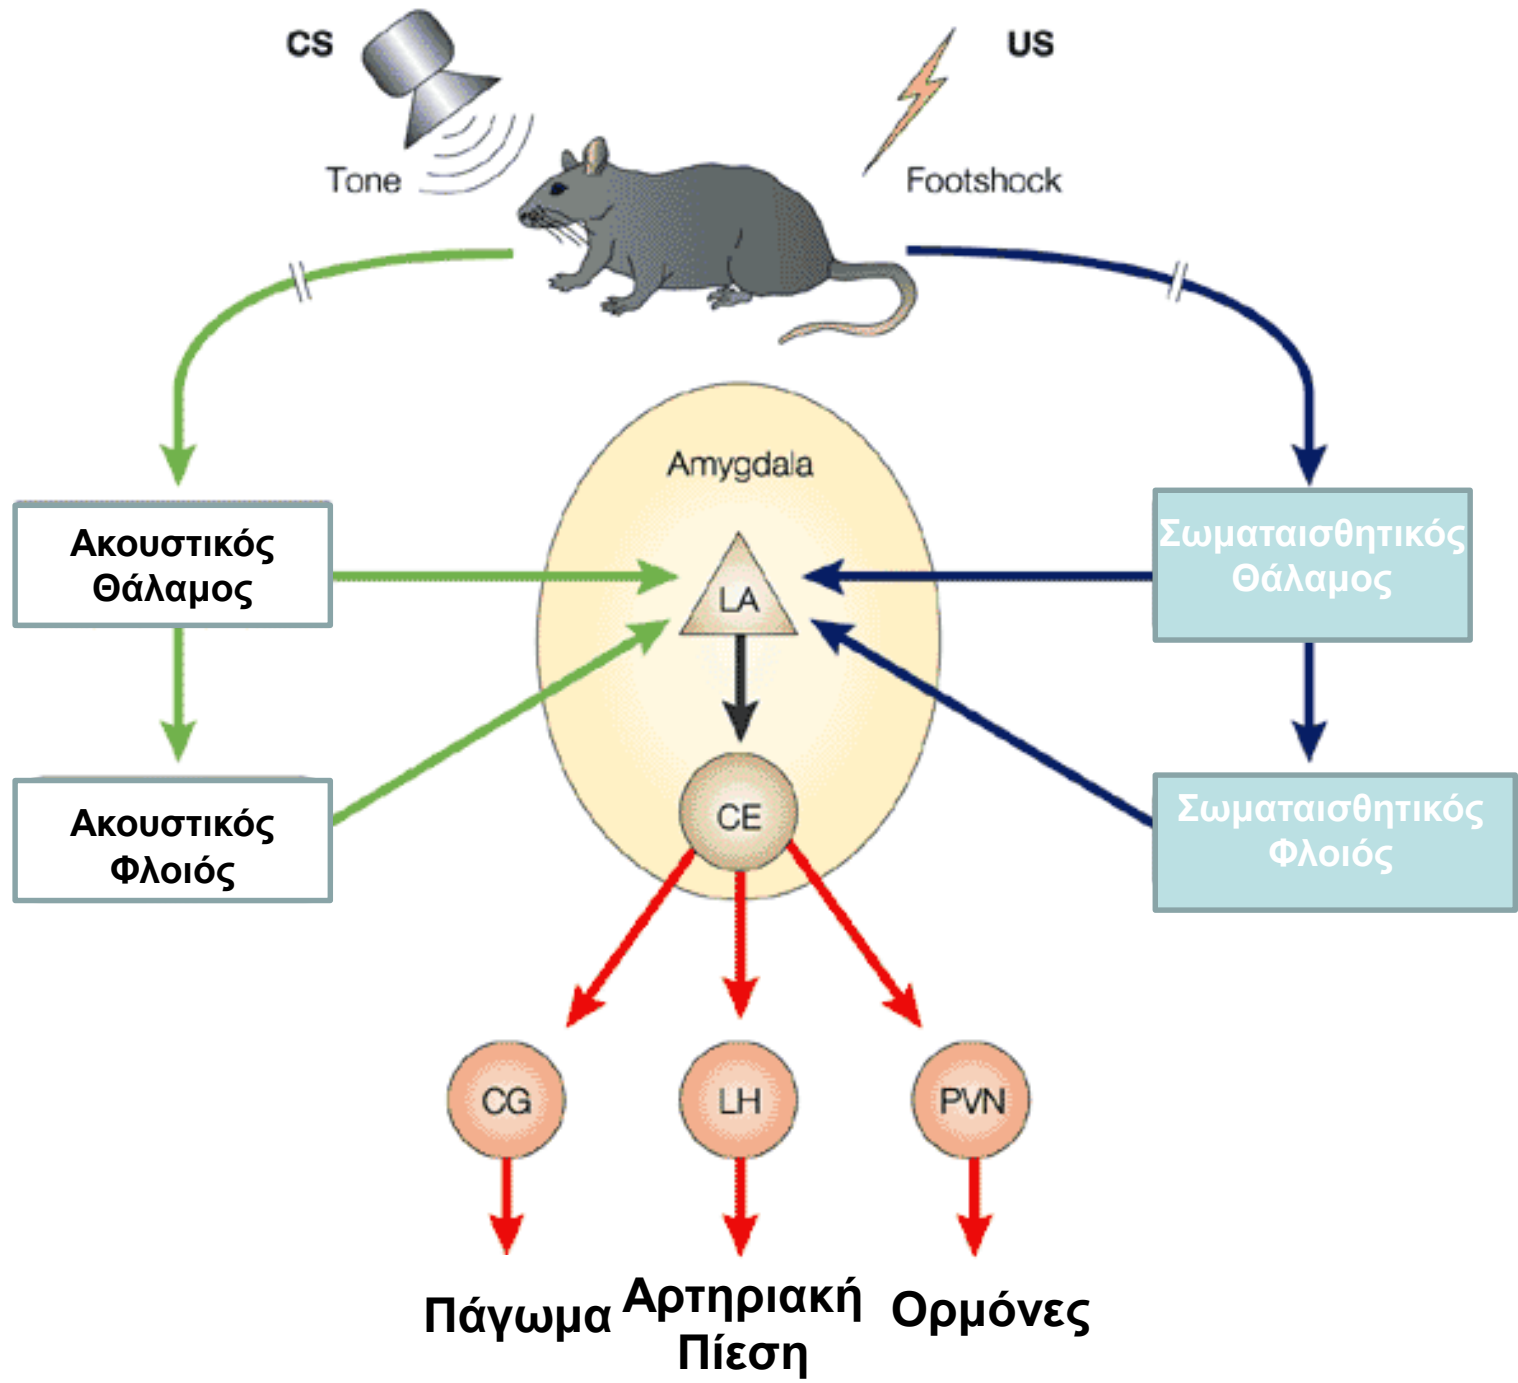 CS
US
Tone
Footshock
Amygdala
Ακουστικός
Θάλαμος
LA
Σωματαισθητικός
Θάλαμος
Ακουστικός
Φλοιός
CE
Σωματαισθητικός
Φλοιός
CG
LH
PVN
Πάγωμα
Αρτηριακή
Πίεση
Ορμόνες